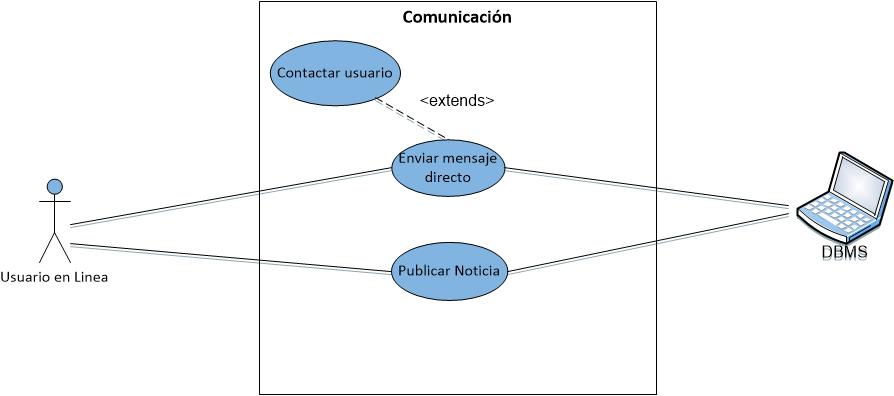 Comunicación
Contactar usuario
<extends>
Enviar mensaje
directo
Usuario en Linea
Publicar Noticia
DBMS